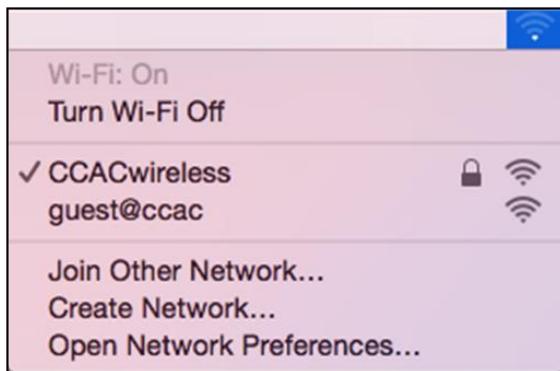 Wi-Fi: On
Turn Wi-Fi Off
CCACwireless
guest@ccac
Join Other Network...
Create Network...
Open Network Preferences...